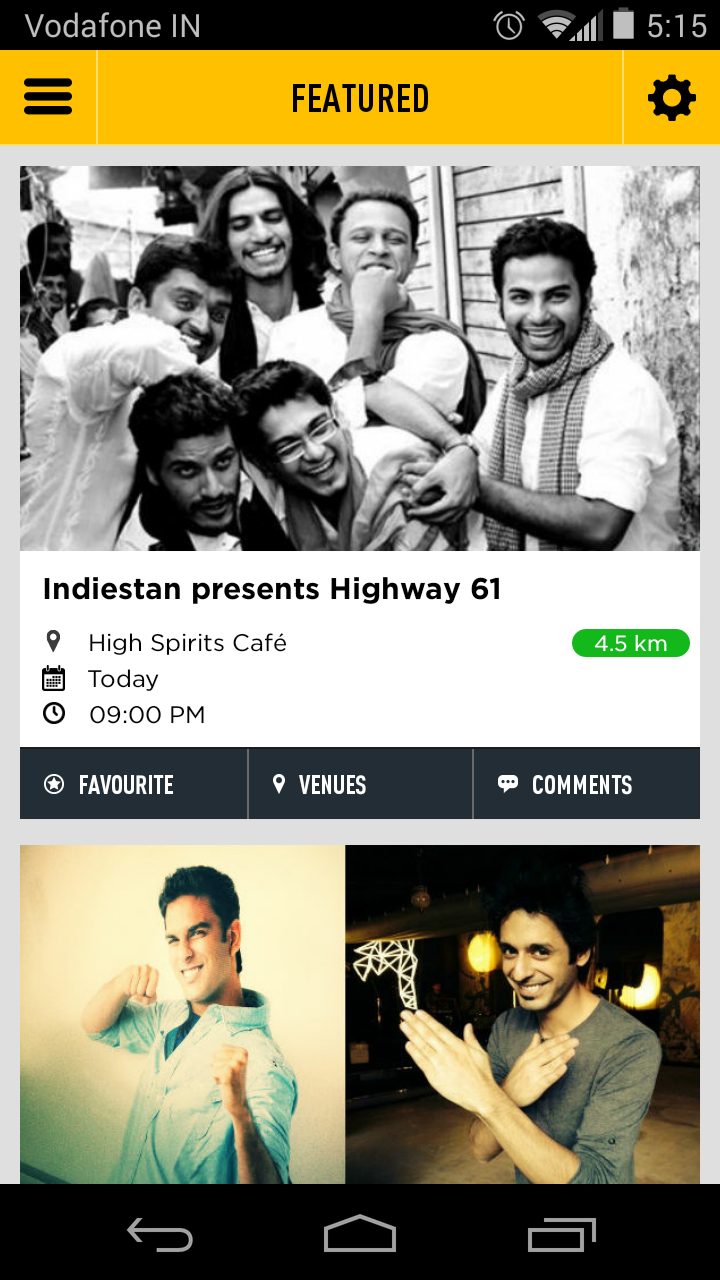 Vodafone IN 5:15
FEATURED
Indiestan presents Highway 61
High Spirits Café 4.5 km
Today
09:00 PM
FAVOURITE VENUES COMMENTS